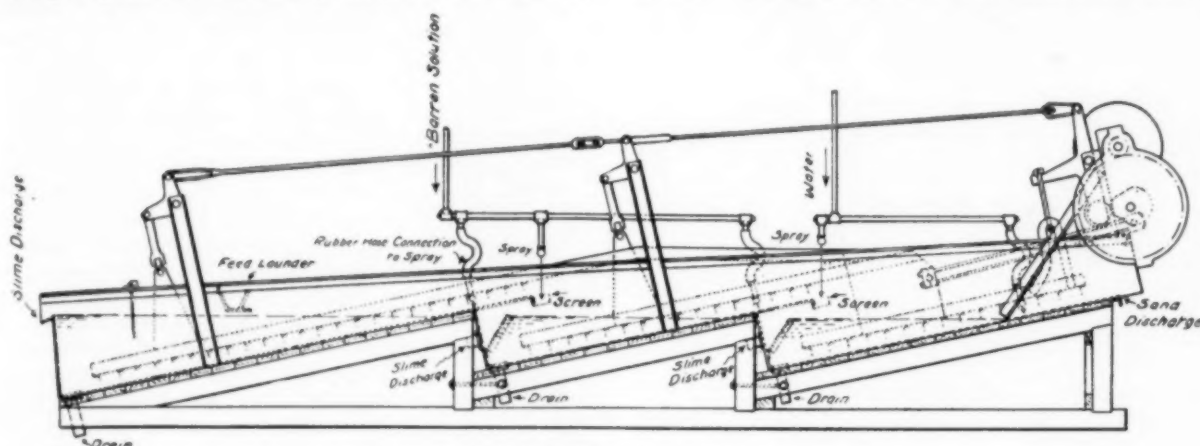 Barren Solution
Water
Slime Discharge
Rubber Hose Connection
to Spray
Spray
Spray
Feed Launder
Screen
Screen
Sand
Discharge
Slime
Discharge
Slime
Discharge
Drain
Drain
Drain